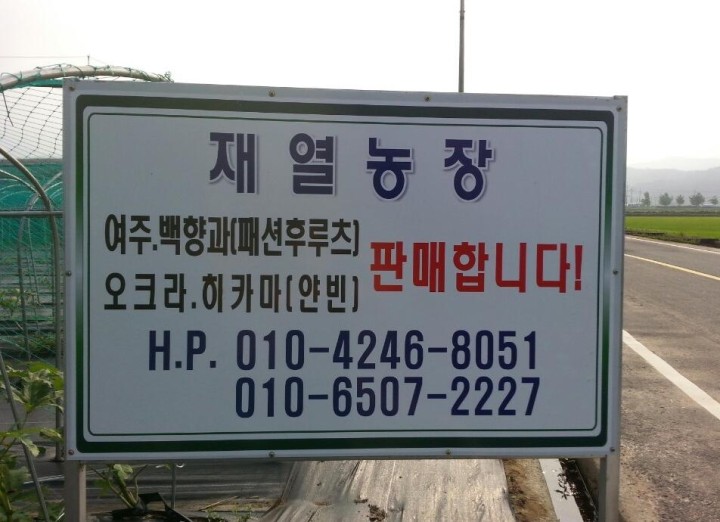 재열농장
여주.백향과(패션후루츠)
오크라.히카마(얀빈)
판매합니다!
H.P. 010-4246-8051
010-6507-2227